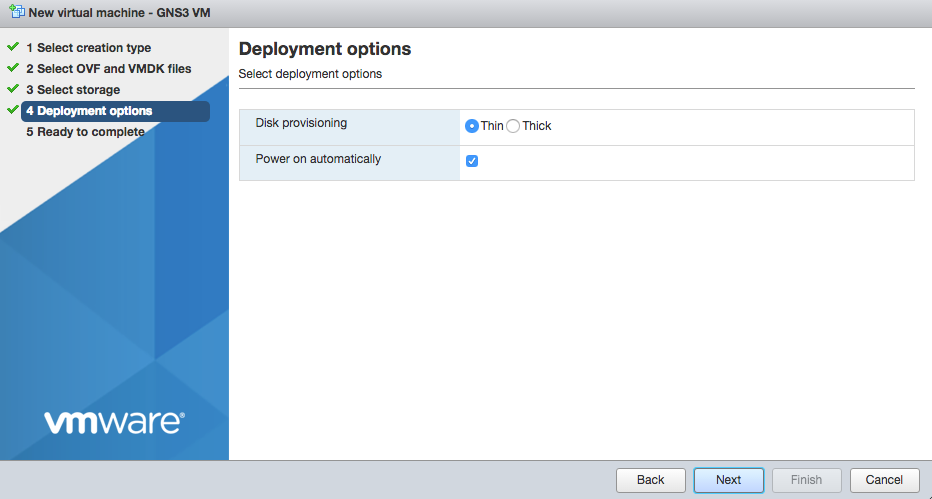 New virtual machine - GNS3 VM
1 Select creation type
2 Select OVF and VMDK files
3 Select storage
4 Deployment options
5 Ready to complete
vmware®
Deployment options
Select deployment options
Disk provisioning Thin Thick
Power on automatically
Back Next Finish Cancel